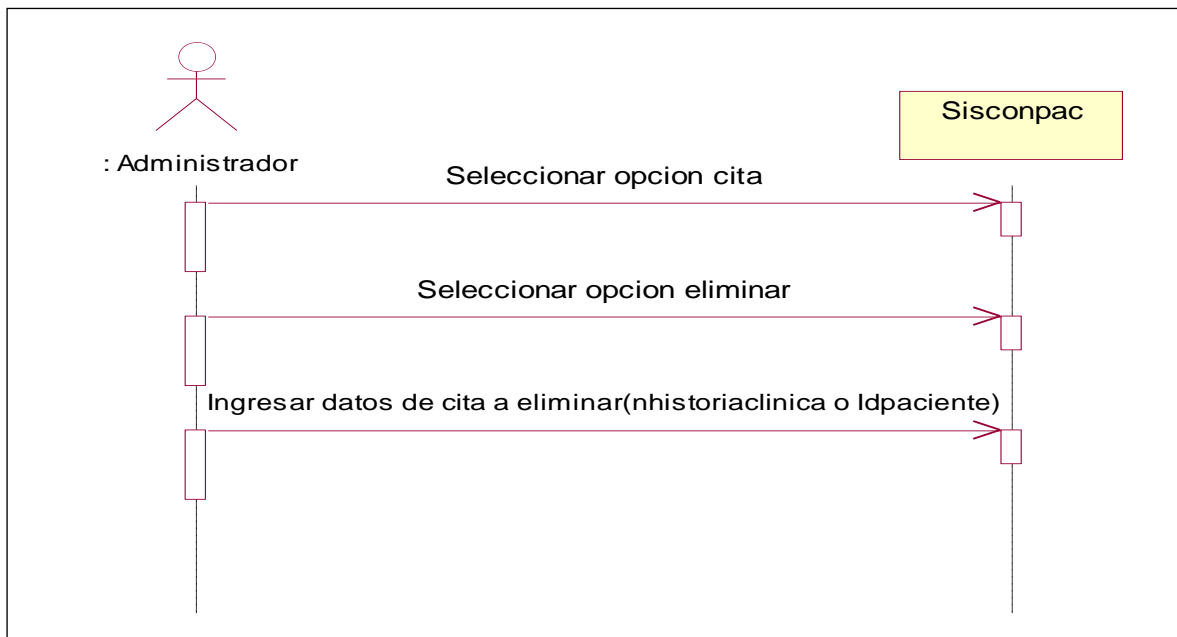 Sisconpac
: Administrador
Seleccionar opcion cita
Seleccionar opcion eliminar
Ingresar datos de cita a eliminar(nhistoriaclinica o Idpaciente)